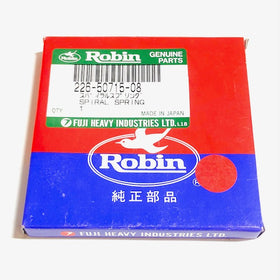 Robin GENUINE PARTS
226-50715-08
スパイラルスプリング
SPIRAL SPRING
QTY 1
MADE IN JAPAN
FUJI HEAVY INDUSTRIES LTD.
Robin
純正部品
FUJI HEAVY INDUSTRIES LTD.